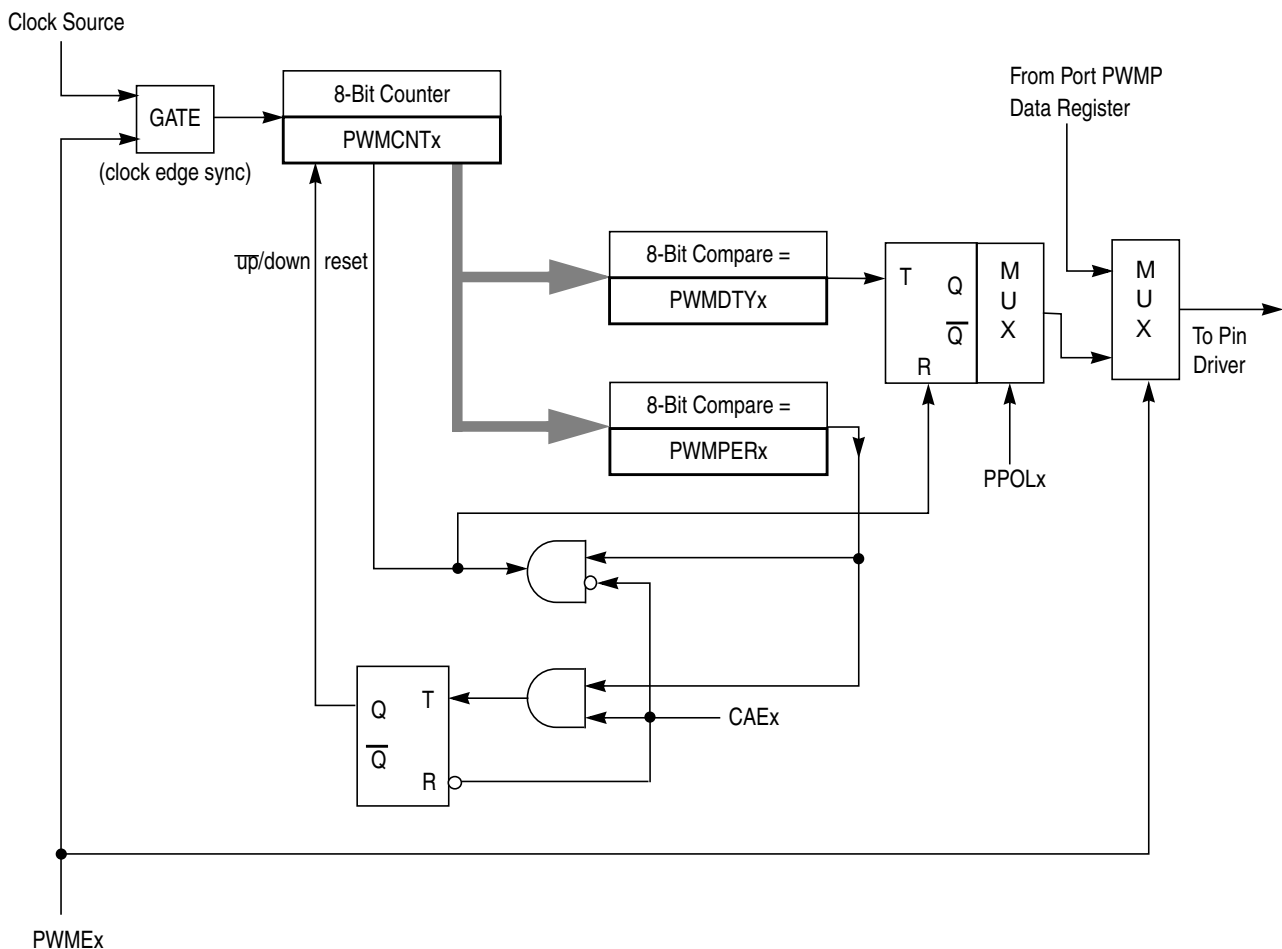 Clock Source
GATE
(clock edge sync)
8-Bit Counter
PWMCNTx
From Port PWMP
Data Register
u̅p̅/down reset
8-Bit Compare =
PWMDTYx
T Q
Q̅
R
M
U
X
M
U
X
To Pin
Driver
8-Bit Compare =
PWMPERx
PPOLx
Q T
Q̅
R
CAEx
PWMEx